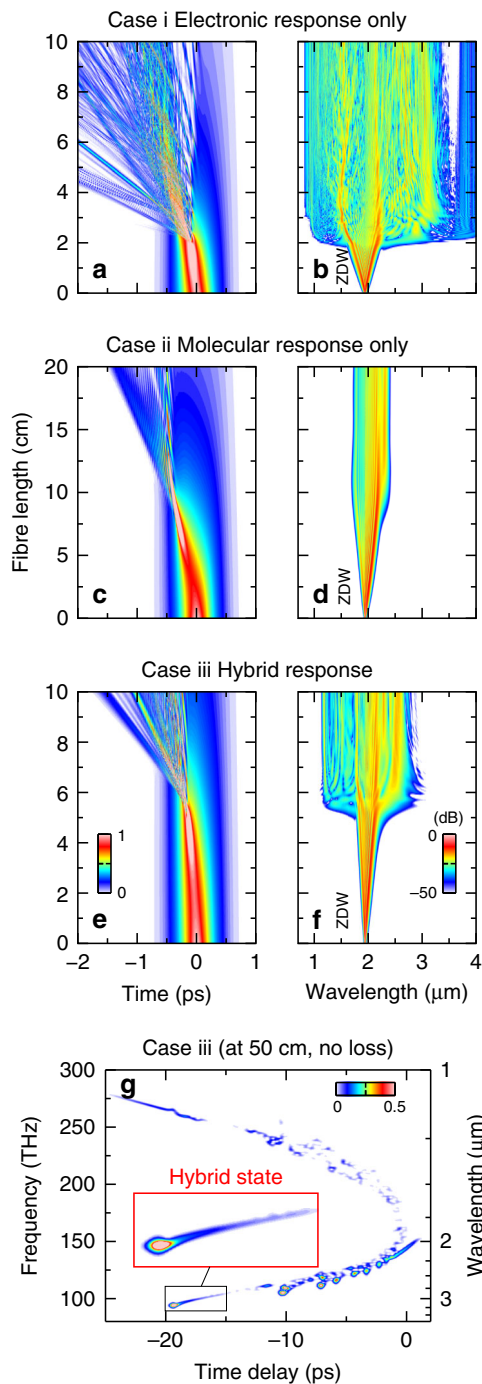 Case i Electronic response only
10
8
6
4
2
0
a
b
ZDW
Case ii Molecular response only
20
15
10
5
0
Fibre length (cm)
c
d
ZDW
Case iii Hybrid response
10
8
6
4
2
0
1
0
(dB)
0
−50
e
f
ZDW
−2 −1 0 1
1 2 3 4
Time (ps)
Wavelength (μm)
Case iii (at 50 cm, no loss)
g
300
250
200
150
100
Frequency (THz)
0 0.5
Hybrid state
1
2
3
Wavelength (μm)
−20 −10 0
Time delay (ps)